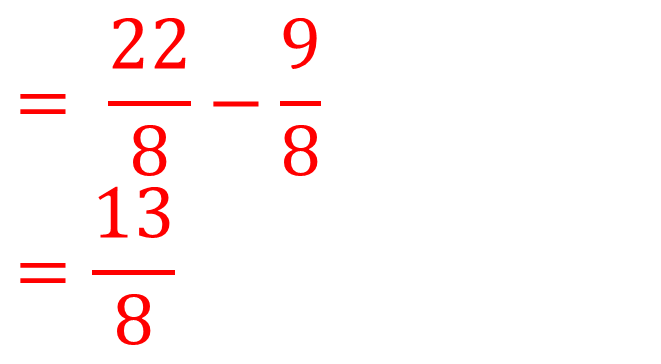 = 22/8 − 9/8
= 13/8